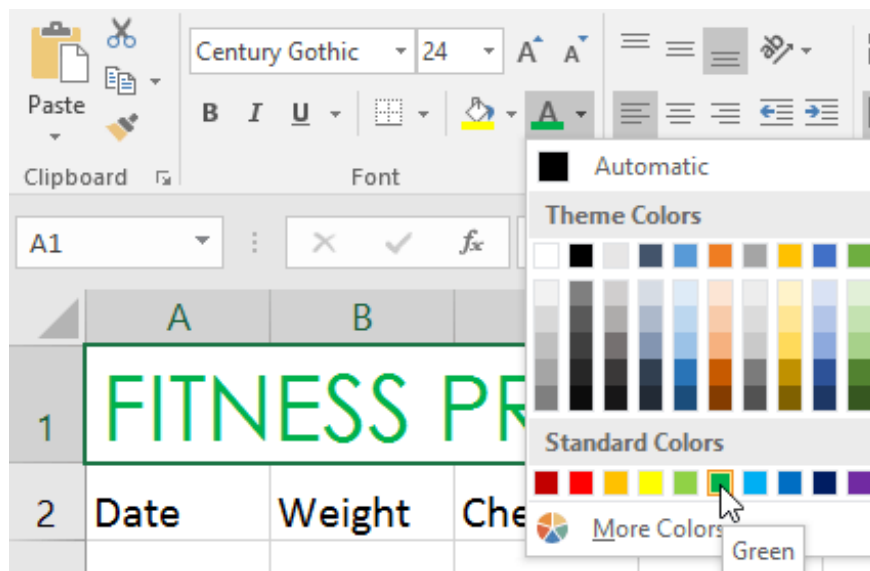 Century Gothic 24 A A
Paste B I U A
Clipboard Font
Automatic
Theme Colors
A1 fx
A B
1 FITNESS PR
Standard Colors
2 Date Weight Che
More Colors
Green